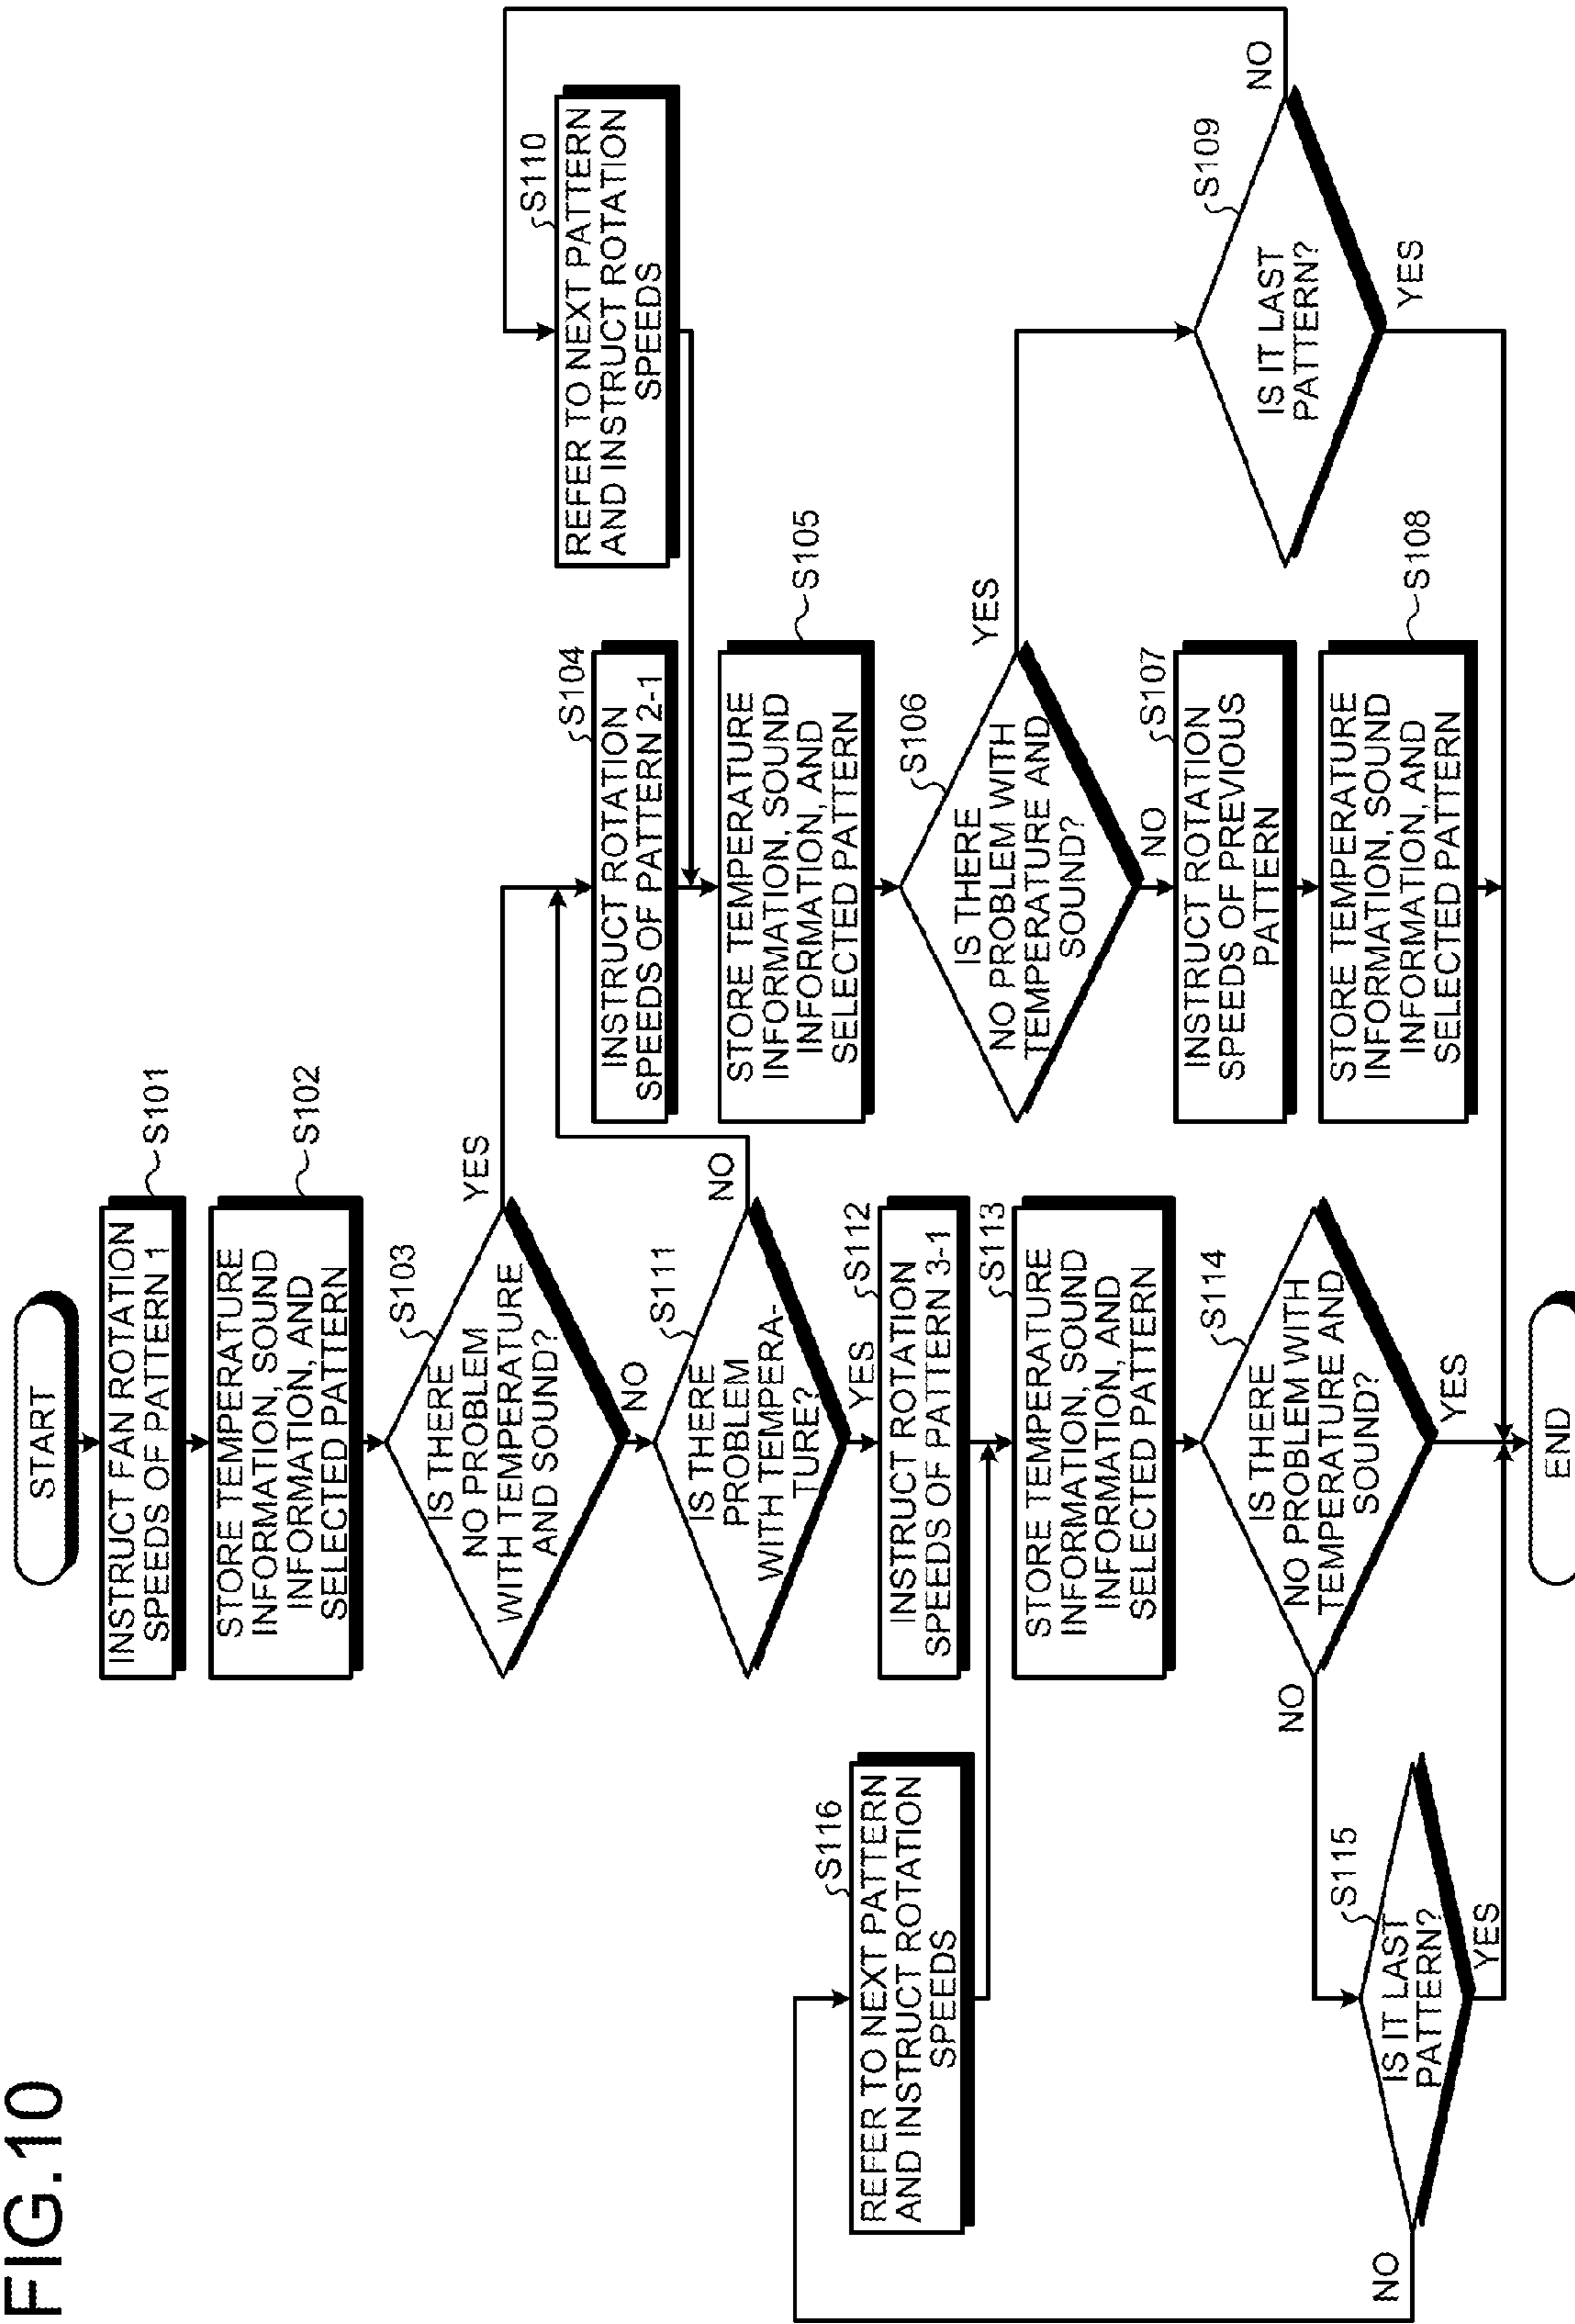 FIG.10
START
INSTRUCT FAN ROTATION
SPEEDS OF PATTERN 1
S101
STORE TEMPERATURE
INFORMATION, SOUND
INFORMATION, AND
SELECTED PATTERN
S102
IS THERE
NO PROBLEM
WITH TEMPERATURE
AND SOUND?
S103
YES
NO
IS THERE
PROBLEM
WITH TEMPERA-
TURE?
S111
NO
YES
INSTRUCT ROTATION
SPEEDS OF PATTERN 3-1
S112
STORE TEMPERATURE
INFORMATION, SOUND
INFORMATION, AND
SELECTED PATTERN
S113
IS THERE
NO PROBLEM WITH
TEMPERATURE AND
SOUND?
S114
NO
YES
IS IT LAST
PATTERN?
S115
NO
YES
REFER TO NEXT PATTERN
AND INSTRUCT ROTATION
SPEEDS
S116
INSTRUCT ROTATION
SPEEDS OF PATTERN 2-1
S104
STORE TEMPERATURE
INFORMATION, SOUND
INFORMATION, AND
SELECTED PATTERN
S105
IS THERE
NO PROBLEM WITH
TEMPERATURE AND
SOUND?
S106
YES
NO
INSTRUCT ROTATION
SPEEDS OF PREVIOUS
PATTERN
S107
STORE TEMPERATURE
INFORMATION, SOUND
INFORMATION, AND
SELECTED PATTERN
S108
IS IT LAST
PATTERN?
S109
NO
YES
REFER TO NEXT PATTERN
AND INSTRUCT ROTATION
SPEEDS
S110
END